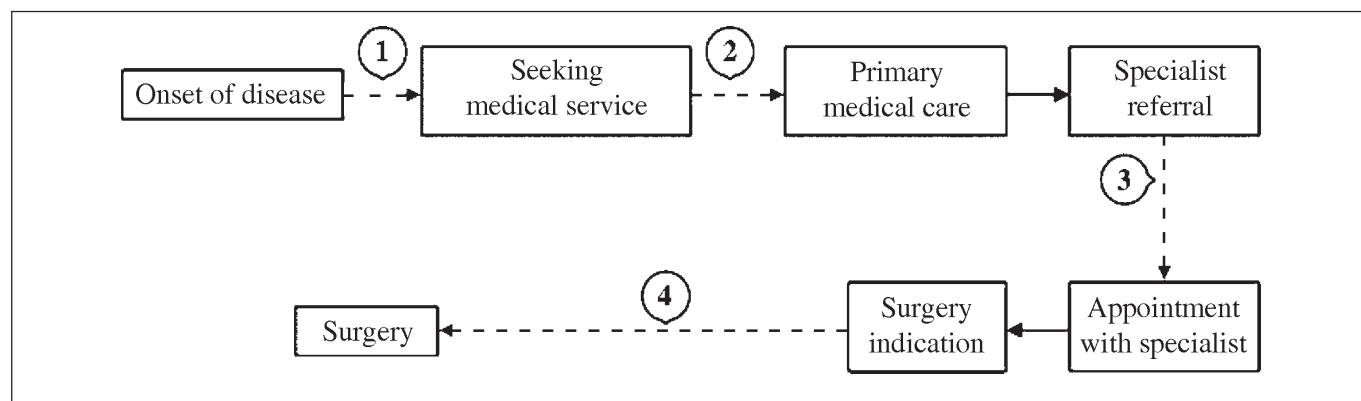 1
2
Onset of disease
Seeking
medical service
Primary
medical care
Specialist
referral
3
4
Surgery
Surgery
indication
Appointment
with specialist